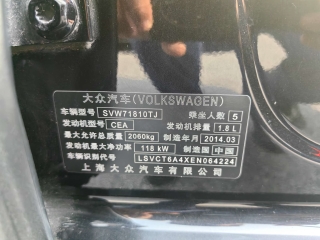 大众汽车(VOLKSWAGEN)
车辆型号 SVW71810TJ 乘坐人数 5
发动机型号 CEA 发动机排量 1.8 L
最大允许总质量 2060kg 制造年月 2014.03
发动机最大净功率 118 kW 制造国 中国
车辆识别代号 LSVCT6A4XEN064224
上海大众汽车有限公司